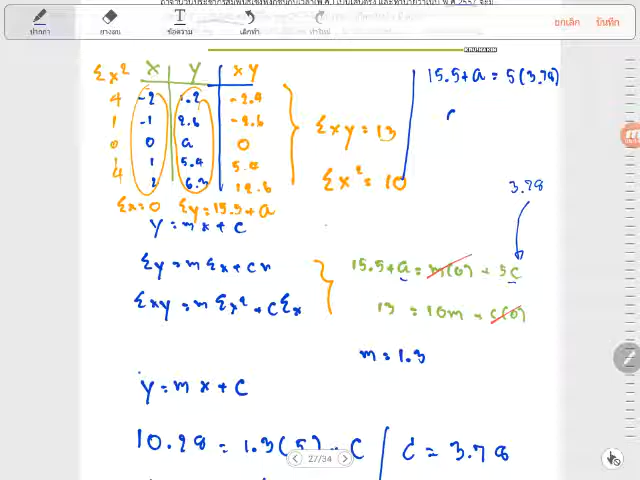 ปากกา
ยางลบ
ข้อความ
เลิกทำ
ทำใหม่
ยกเลิก
บันทึก
Σx² x y xy
4 -2 1.2 -2.4
1 -1 2.6 -2.6
0 0 a 0
1 1 5.4 5.4
4 2 6.3 12.6
Σx=0 Σy=15.5+a
Σxy=13
Σx²=10
15.5+a = 5(3.78)
3.78
y = mx+c
Σy = mΣx+cn
Σxy = mΣx²+cΣx
15.5+a = m(0) + 5c
13 = 10m + c(0)
m = 1.3
y = mx+c
10.28 = 1.3(5) + c
c = 3.78
27/34